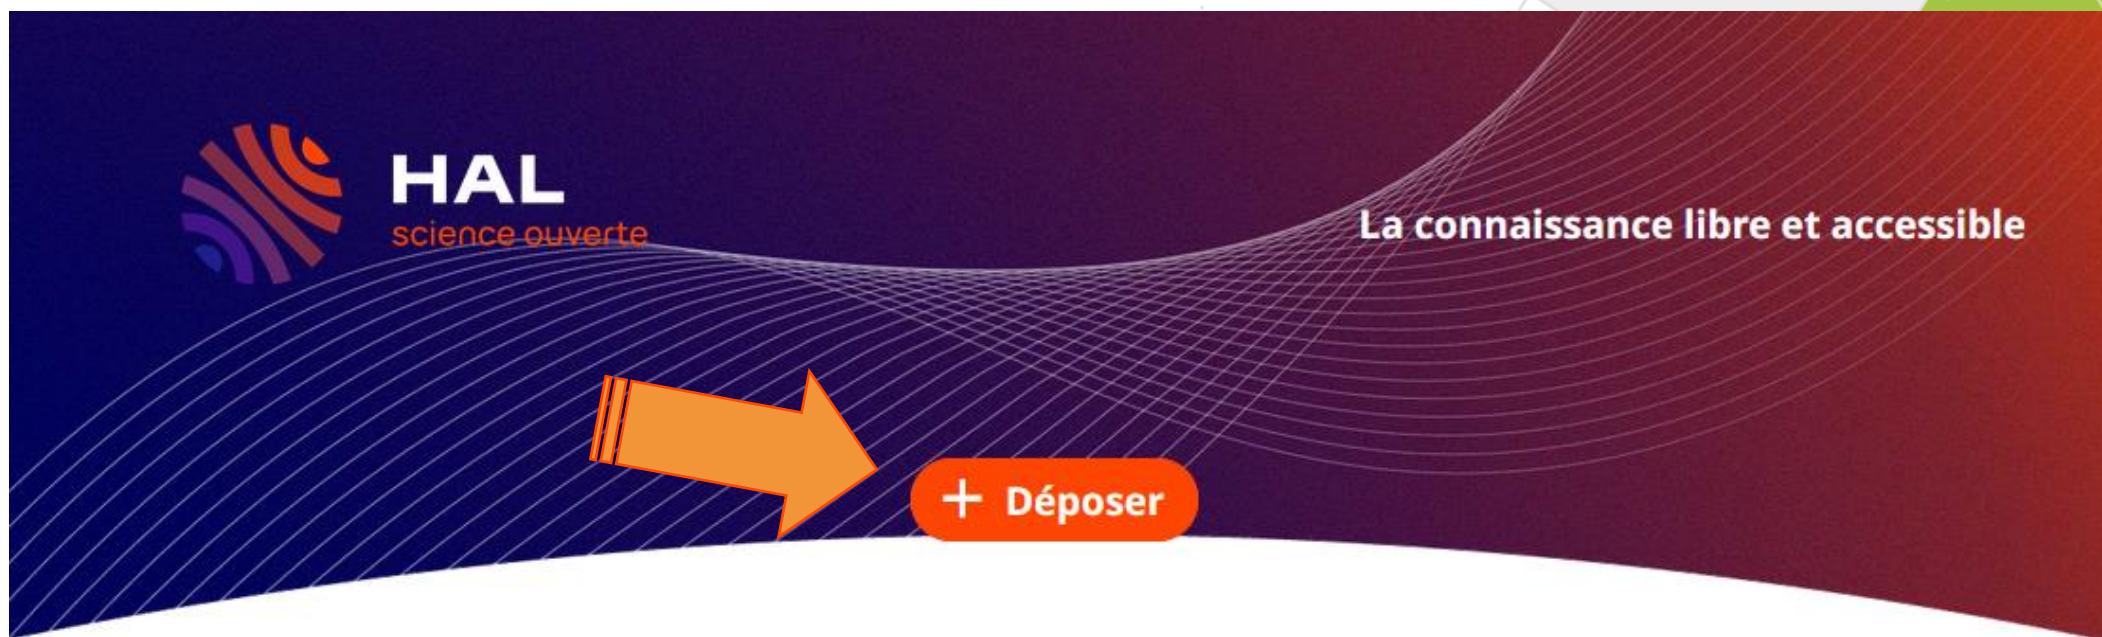 HAL
science ouverte
La connaissance libre et accessible
+ Déposer